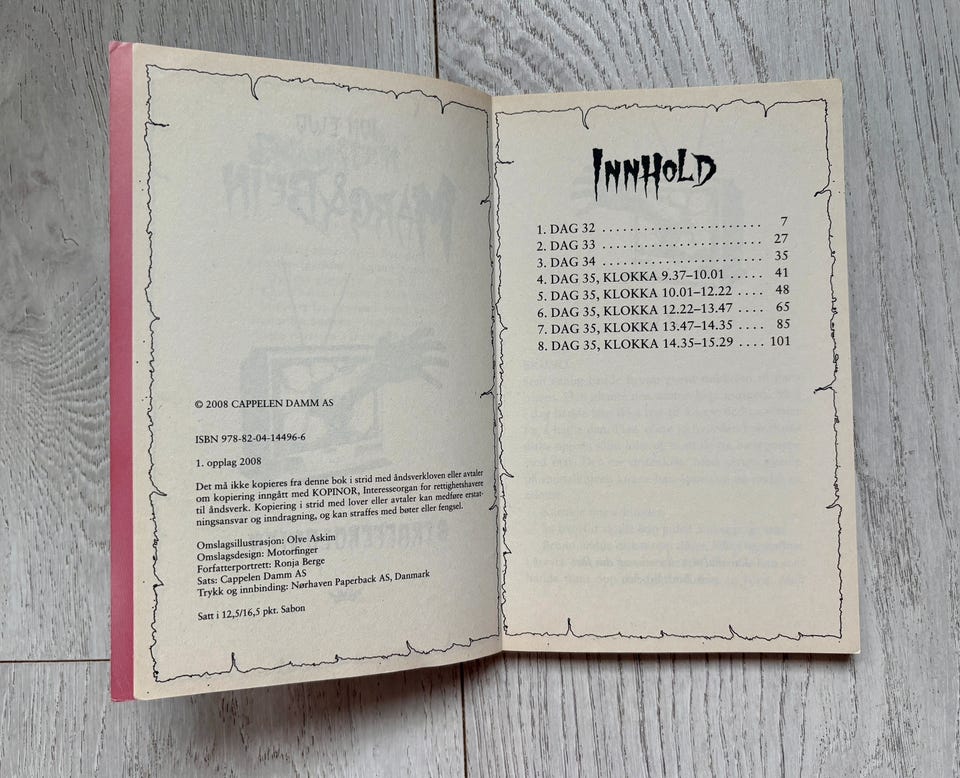 © 2008 CAPPELEN DAMM AS
ISBN 978-82-04-14496-6
1. opplag 2008
Det må ikke kopieres fra denne bok i strid med åndsverkloven eller avtaler
om kopiering inngått med KOPINOR, Interesseorgan for rettighetshavere
til åndsverk. Kopiering i strid med lover eller avtaler kan medføre erstat-
ningsansvar og inndragning, og kan straffes med bøter eller fengsel.
Omslagsillustrasjon: Olve Askim
Omslagsdesign: Motorfinger
Forfatterportrett: Ronja Berge
Sats: Cappelen Damm AS
Trykk og innbinding: Nørhaven Paperback AS, Danmark
Satt i 12,5/16,5 pkt. Sabon
INNHOLD
1. DAG 32 ....................... 7
2. DAG 33 ....................... 27
3. DAG 34 ....................... 35
4. DAG 35, KLOKKA 9.37–10.01 ..... 41
5. DAG 35, KLOKKA 10.01–12.22 .... 48
6. DAG 35, KLOKKA 12.22–13.47 .... 65
7. DAG 35, KLOKKA 13.47–14.35 .... 85
8. DAG 35, KLOKKA 14.35–15.29 .... 101